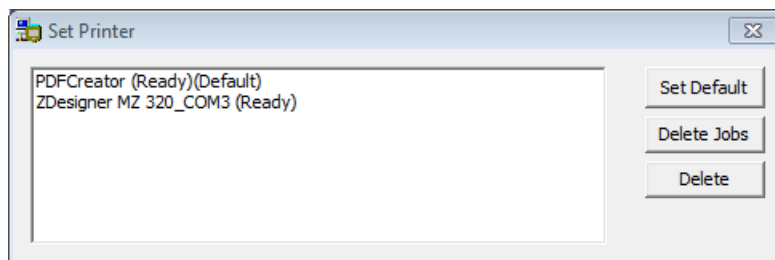 Set Printer
PDFCreator (Ready)(Default)
ZDesigner MZ 320_COM3 (Ready)
Set Default
Delete Jobs
Delete